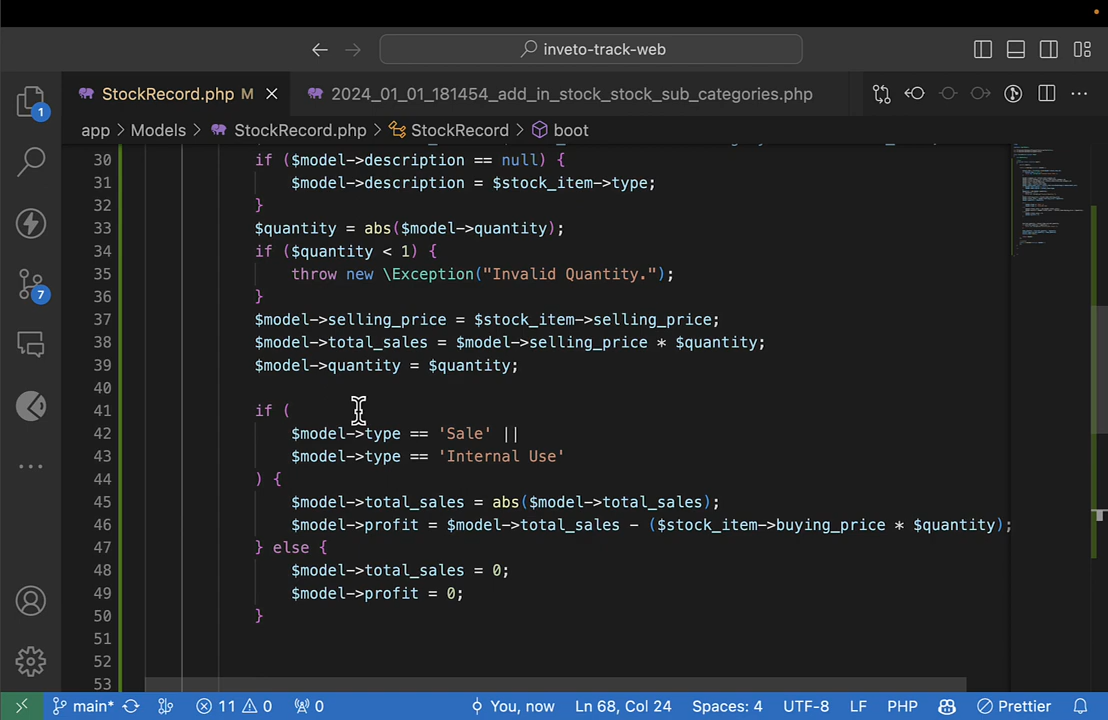 inveto-track-web
StockRecord.php M
2024_01_01_181454_add_in_stock_stock_sub_categories.php
app > Models > StockRecord.php > StockRecord > boot
30 if ($model->description == null) {
31 $model->description = $stock_item->type;
32 }
33 $quantity = abs($model->quantity);
34 if ($quantity < 1) {
35 throw new \Exception("Invalid Quantity.");
36 }
37 $model->selling_price = $stock_item->selling_price;
38 $model->total_sales = $model->selling_price * $quantity;
39 $model->quantity = $quantity;
40
41 if (
42 $model->type == 'Sale' ||
43 $model->type == 'Internal Use'
44 ) {
45 $model->total_sales = abs($model->total_sales);
46 $model->profit = $model->total_sales - ($stock_item->buying_price * $quantity);
47 } else {
48 $model->total_sales = 0;
49 $model->profit = 0;
50 }
51
52
53
1
7
main* 11 0 0 You, now Ln 68, Col 24 Spaces: 4 UTF-8 LF PHP Prettier